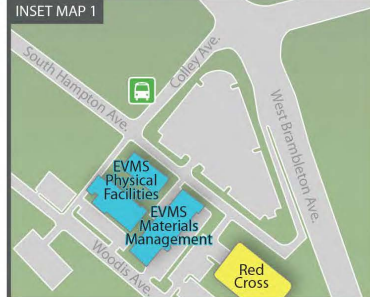 INSET MAP 1
South Hampton Ave.
Colley Ave.
West Brambleton Ave.
EVMS
Physical
Facilities
EVMS
Materials
Management
Woodis Ave.
Red
Cross